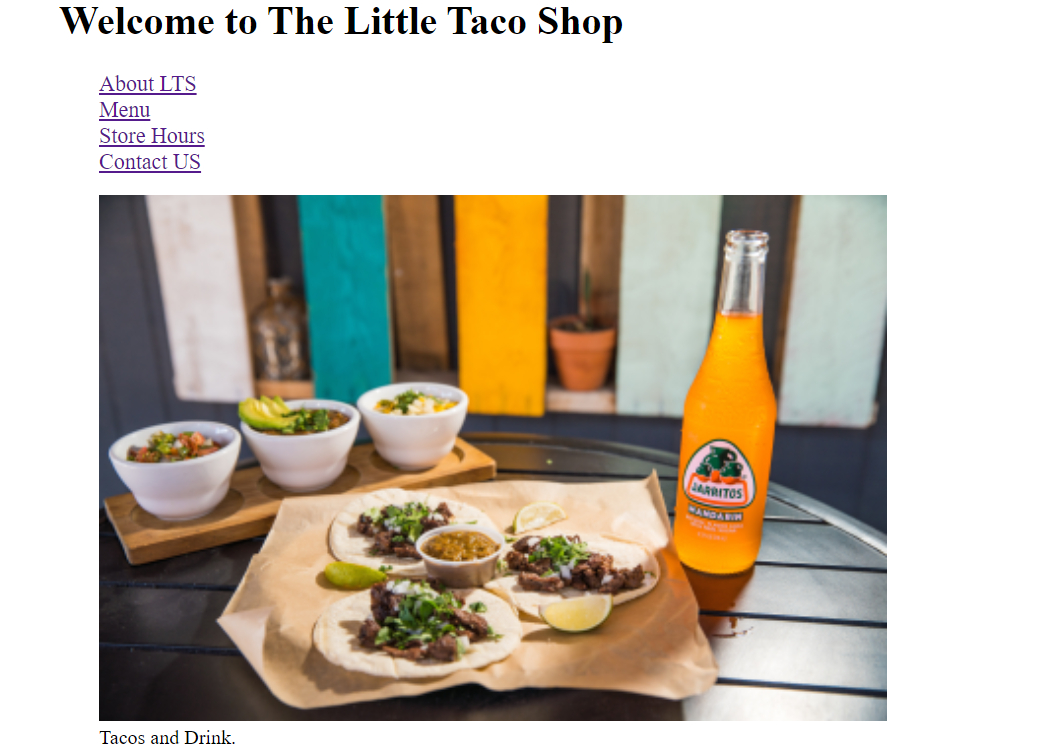 Welcome to The Little Taco Shop
About LTS
Menu
Store Hours
Contact US
JARRITOS
MANDARIN
Tacos and Drink.